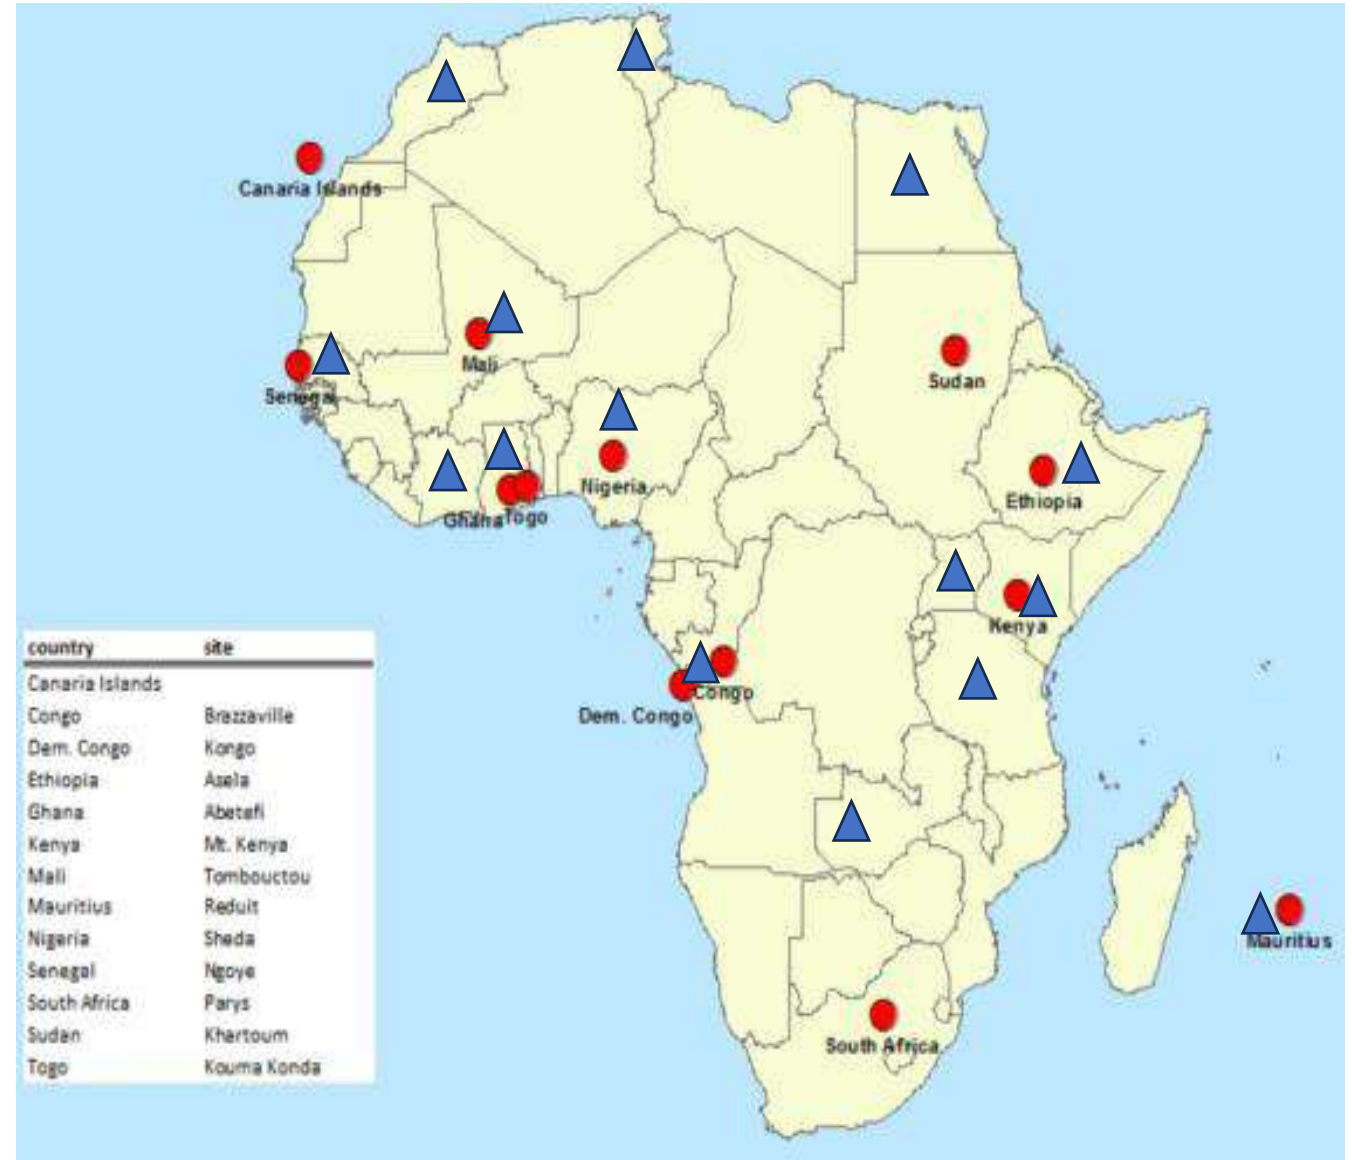 Canaria Islands
Mali
Senegal
Sudan
Nigeria
Ethiopia
Ghana Togo
Kenya
Congo
Dem. Congo
Mauritius
South Africa
country site
Canaria Islands
Congo Brazzaville
Dem. Congo Kongo
Ethiopia Asela
Ghana Abetefi
Kenya Mt. Kenya
Mali Tombouctou
Mauritius Reduit
Nigeria Sheda
Senegal Ngoye
South Africa Parys
Sudan Khartoum
Togo Kouma Konda